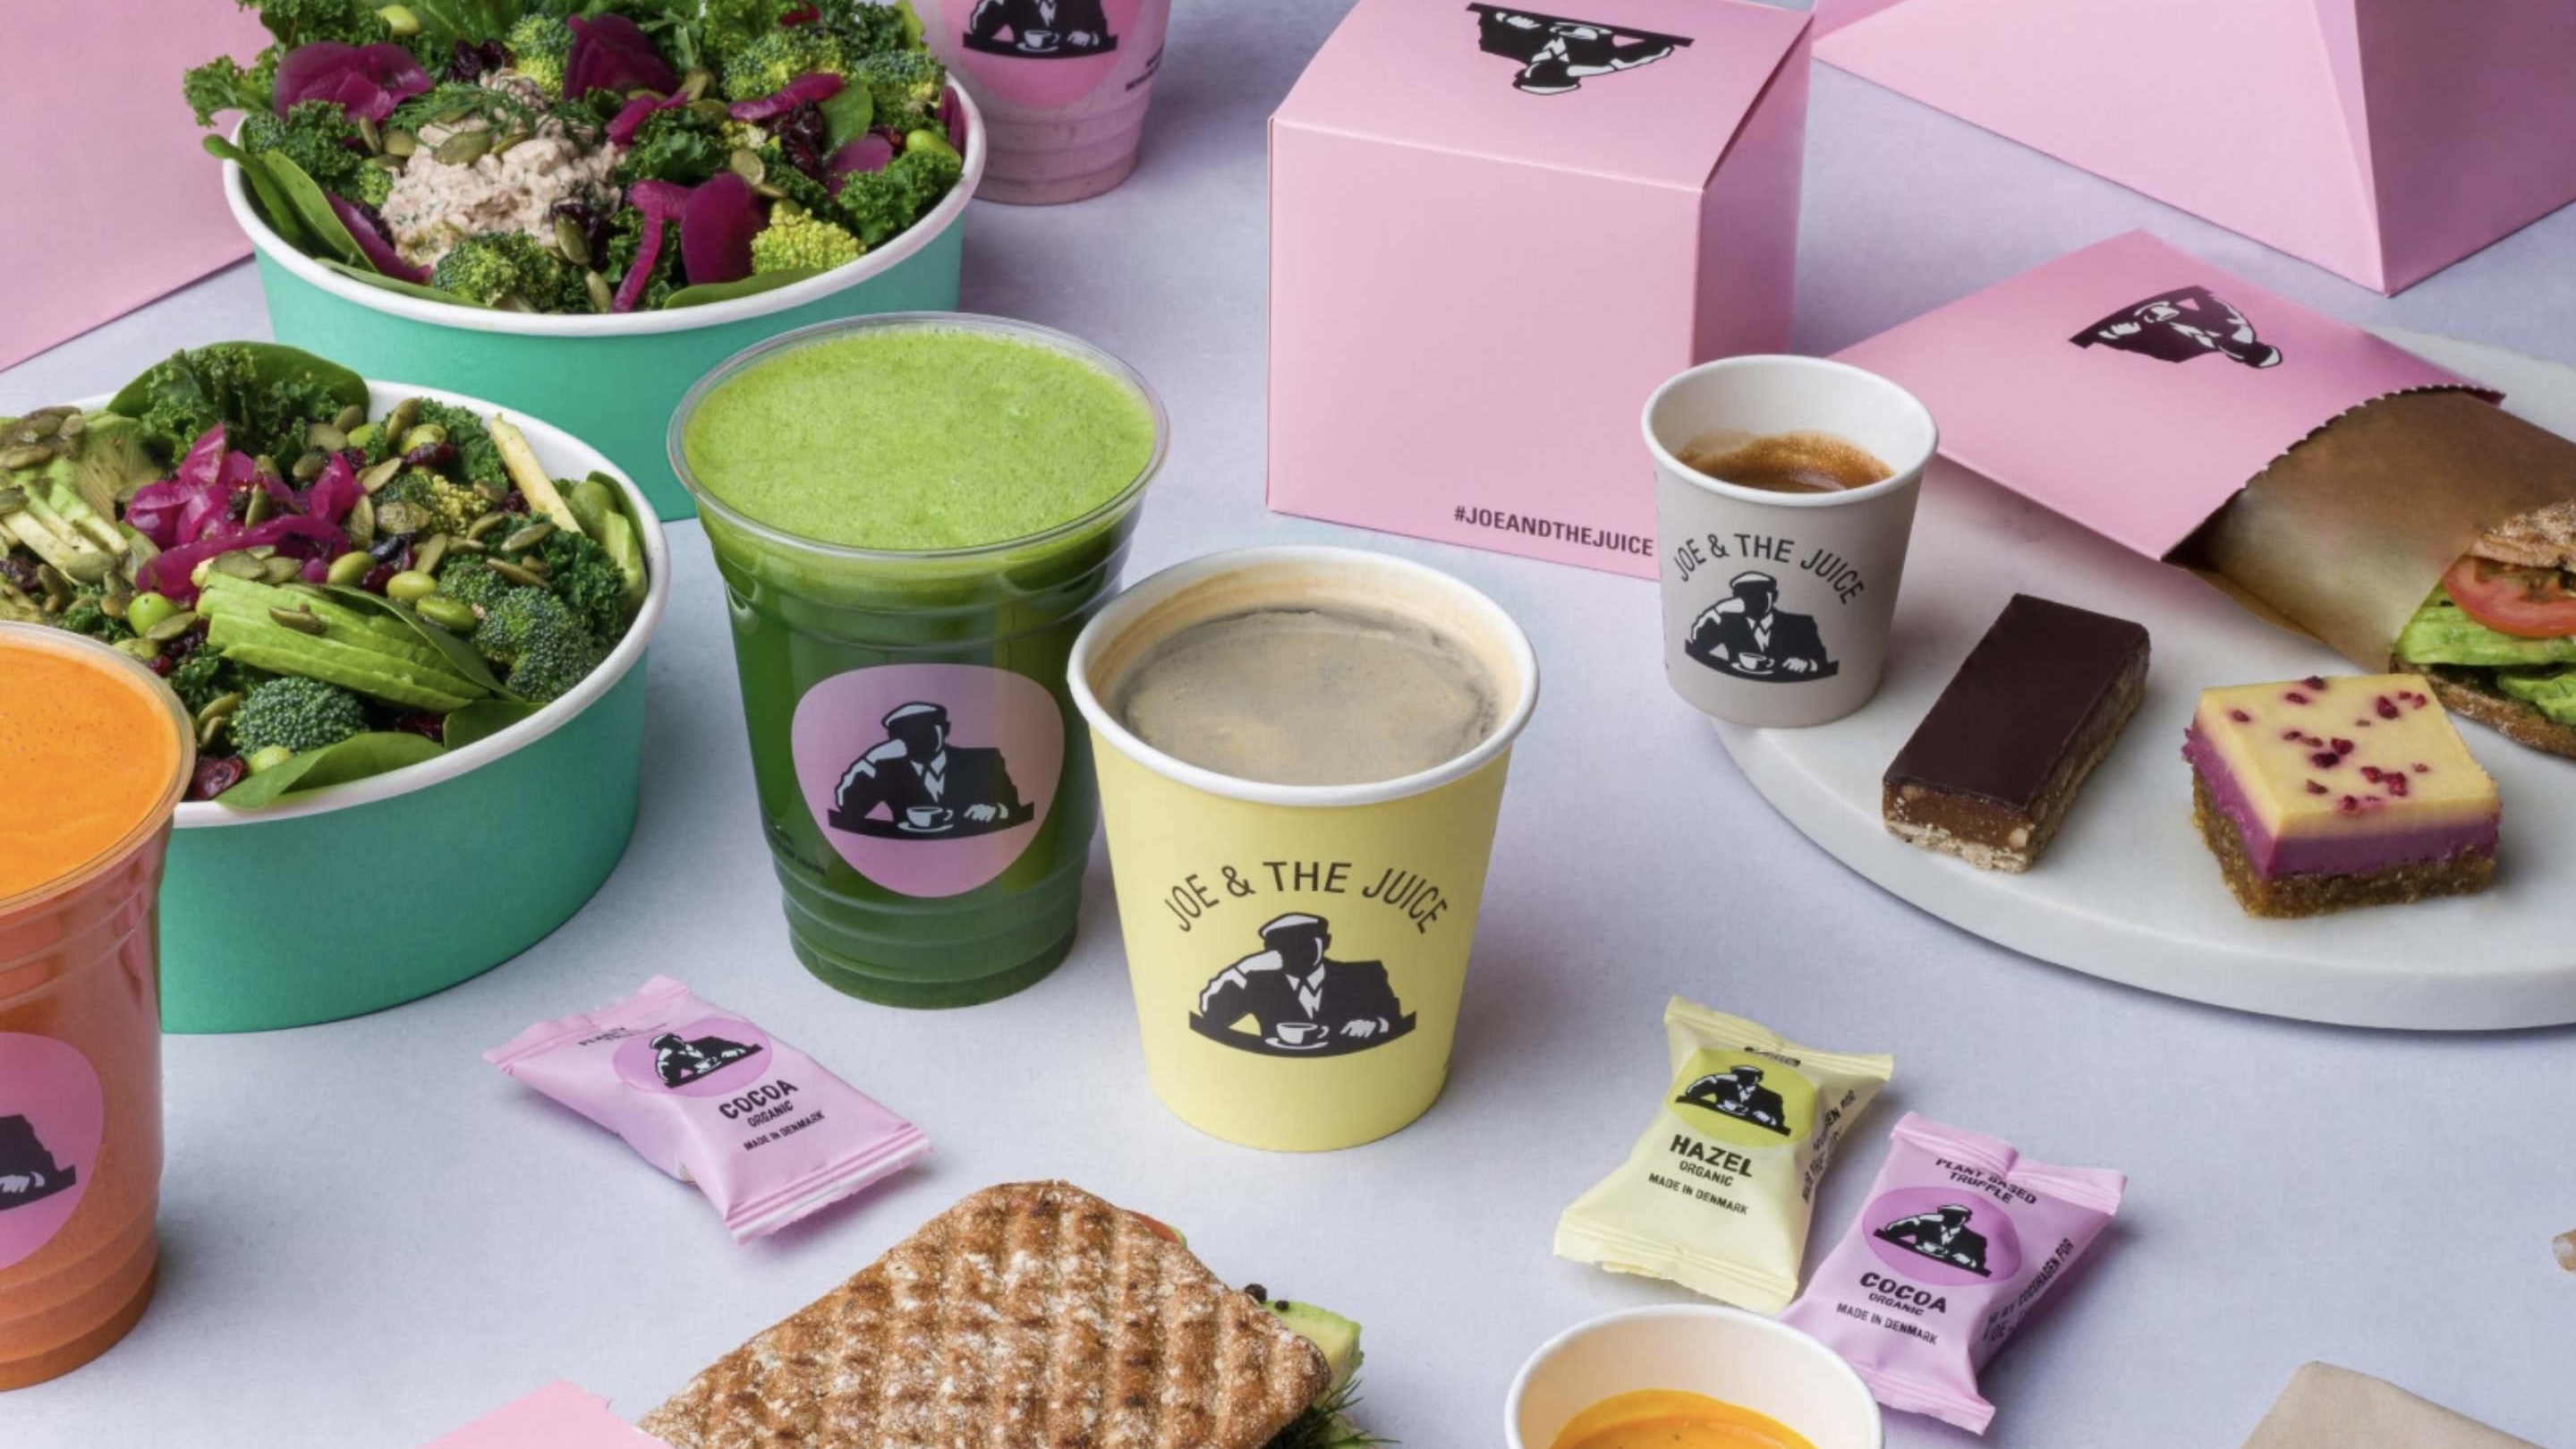 #JOEANDTHEJUICE
JOE & THE JUICE
JOE & THE JUICE
COCOA
ORGANIC
MADE IN DENMARK
HAZEL
ORGANIC
MADE IN DENMARK
PLANT BASED
TRUFFLE
COCOA
ORGANIC
MADE IN DENMARK